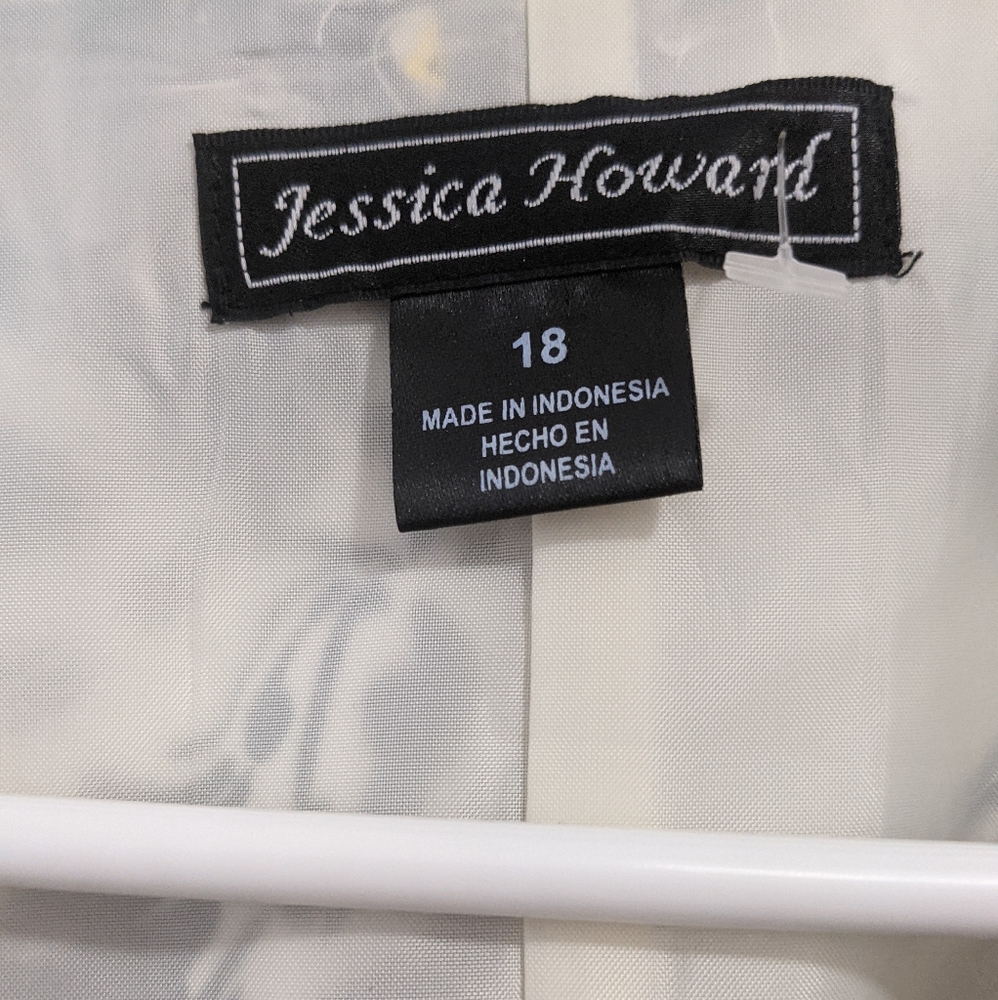 Jessica Howard
18
MADE IN INDONESIA
HECHO EN
INDONESIA